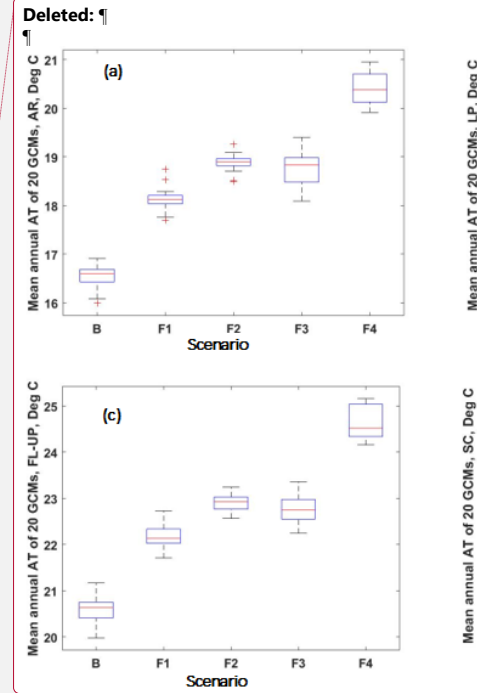 Deleted: ¶
¶
Mean annual AT of 20 GCMs, AR, Deg C
(a)
21
20
19
18
17
16
B F1 F2 F3 F4
Scenario
Mean annual AT of 20 GCMs, LP, Deg C
Mean annual AT of 20 GCMs, FL-UP, Deg C
(c)
25
24
23
22
21
20
B F1 F2 F3 F4
Scenario
Mean annual AT of 20 GCMs, SC, Deg C